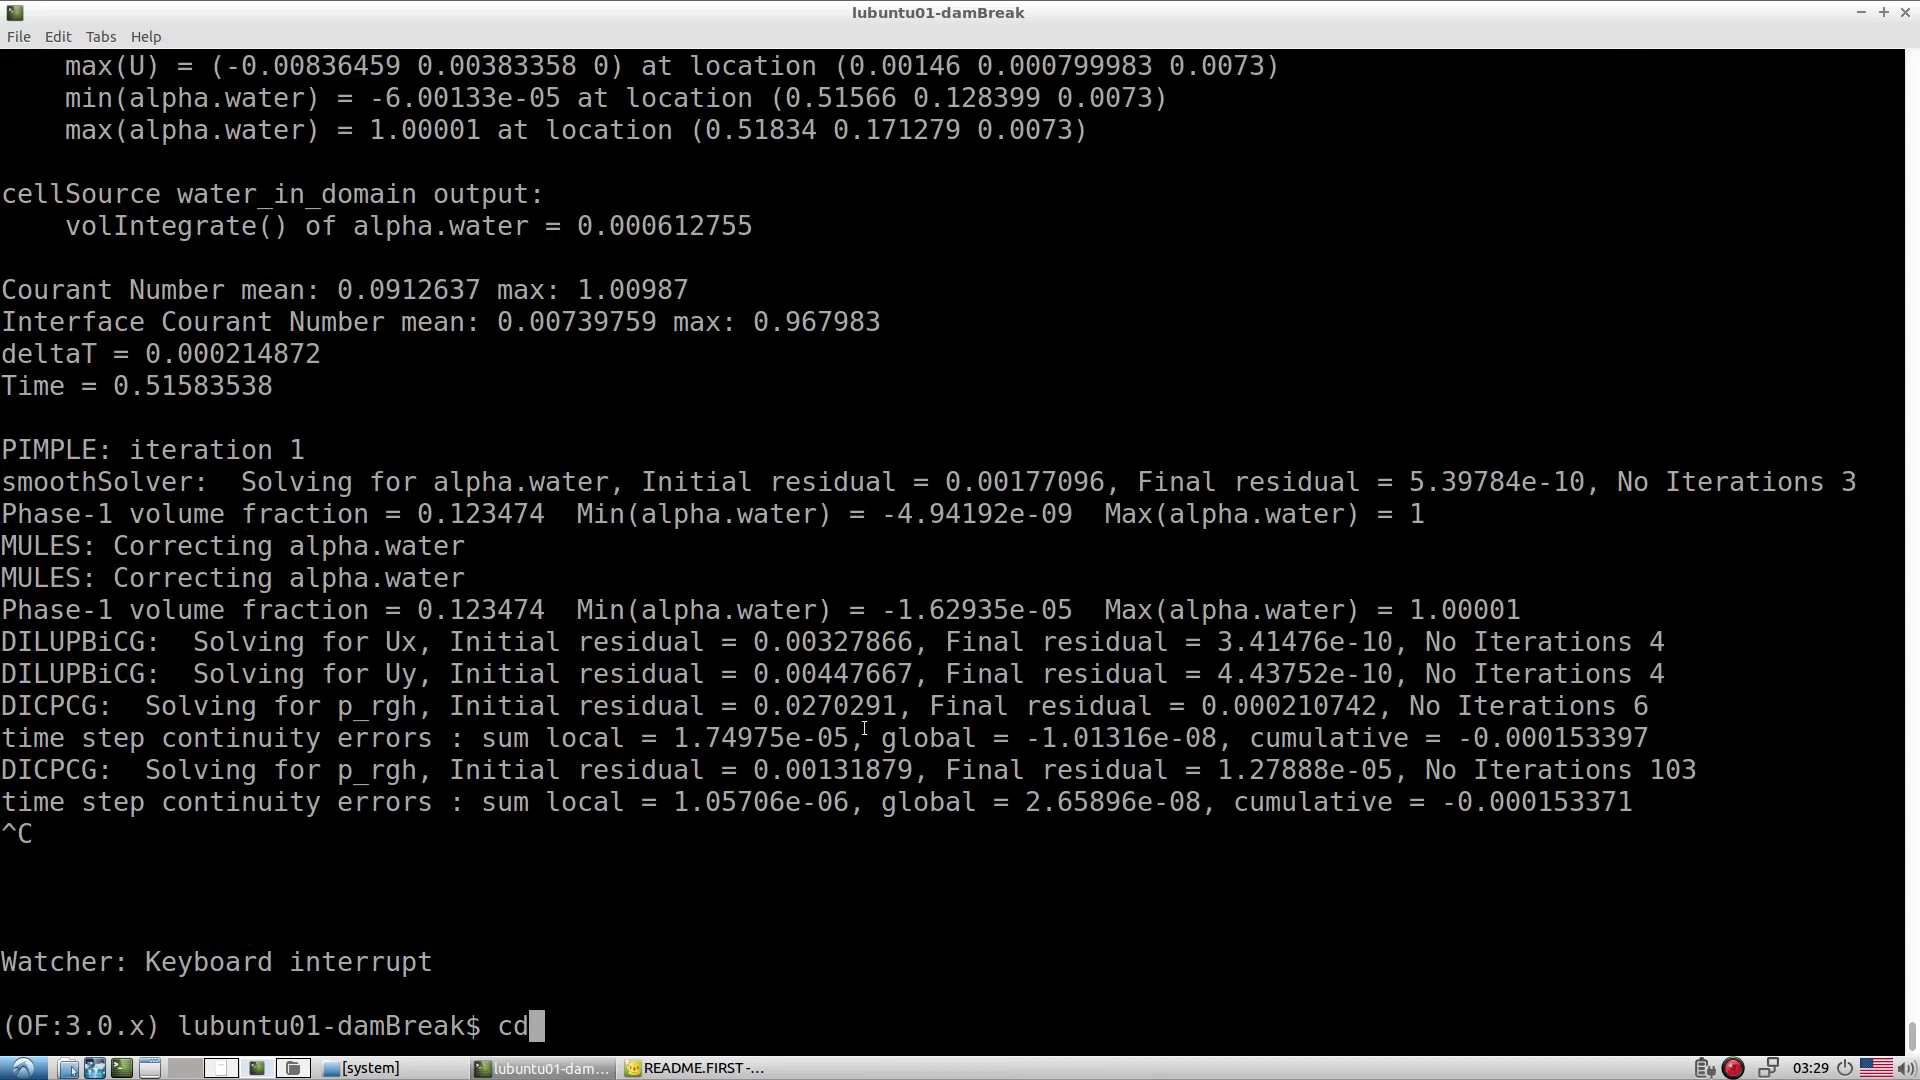 lubuntu01-damBreak
File Edit Tabs Help
max(U) = (-0.00836459 0.00383358 0) at location (0.00146 0.000799983 0.0073)
min(alpha.water) = -6.00133e-05 at location (0.51566 0.128399 0.0073)
max(alpha.water) = 1.00001 at location (0.51834 0.171279 0.0073)
cellSource water_in_domain output:
volIntegrate() of alpha.water = 0.000612755
Courant Number mean: 0.0912637 max: 1.00987
Interface Courant Number mean: 0.00739759 max: 0.967983
deltaT = 0.000214872
Time = 0.51583538
PIMPLE: iteration 1
smoothSolver:  Solving for alpha.water, Initial residual = 0.00177096, Final residual = 5.39784e-10, No Iterations 3
Phase-1 volume fraction = 0.123474  Min(alpha.water) = -4.94192e-09  Max(alpha.water) = 1
MULES: Correcting alpha.water
MULES: Correcting alpha.water
Phase-1 volume fraction = 0.123474  Min(alpha.water) = -1.62935e-05  Max(alpha.water) = 1.00001
DILUPBiCG:  Solving for Ux, Initial residual = 0.00327866, Final residual = 3.41476e-10, No Iterations 4
DILUPBiCG:  Solving for Uy, Initial residual = 0.00447667, Final residual = 4.43752e-10, No Iterations 4
DICPCG:  Solving for p_rgh, Initial residual = 0.0270291, Final residual = 0.000210742, No Iterations 6
time step continuity errors : sum local = 1.74975e-05, global = -1.01316e-08, cumulative = -0.000153397
DICPCG:  Solving for p_rgh, Initial residual = 0.00131879, Final residual = 1.27888e-05, No Iterations 103
time step continuity errors : sum local = 1.05706e-06, global = 2.65896e-08, cumulative = -0.000153371
^C
Watcher: Keyboard interrupt
(OF:3.0.x) lubuntu01-damBreak$ cd
[system] lubuntu01-dam... README.FIRST -... 03:29